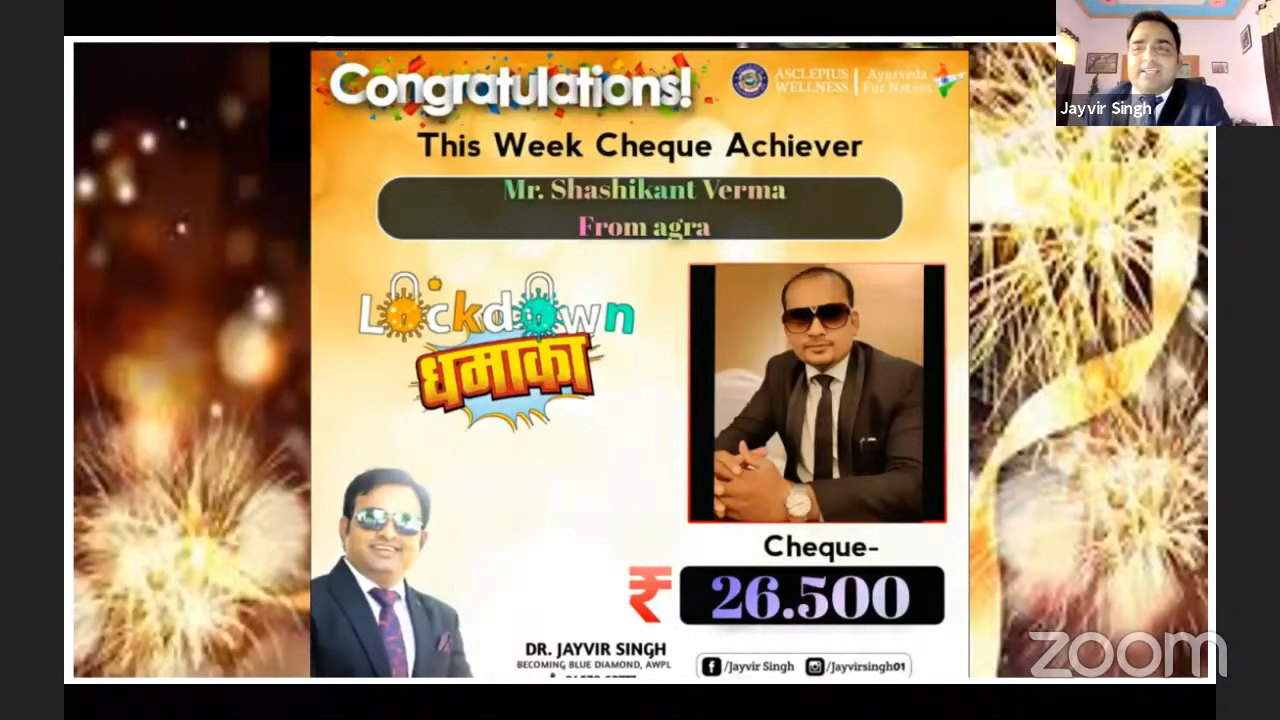 Congratulations!
ASCLEPIUS
WELLNESS
Ayurveda
For Nation
Jayvir Singh
This Week Cheque Achiever
Mr. Shashikant Verma
From agra
Lockdown
धमाका
Cheque-
₹ 26.500
DR. JAYVIR SINGH
BECOMING BLUE DIAMOND, AWPL
/Jayvir Singh
/Jayvirsingh01
zoom